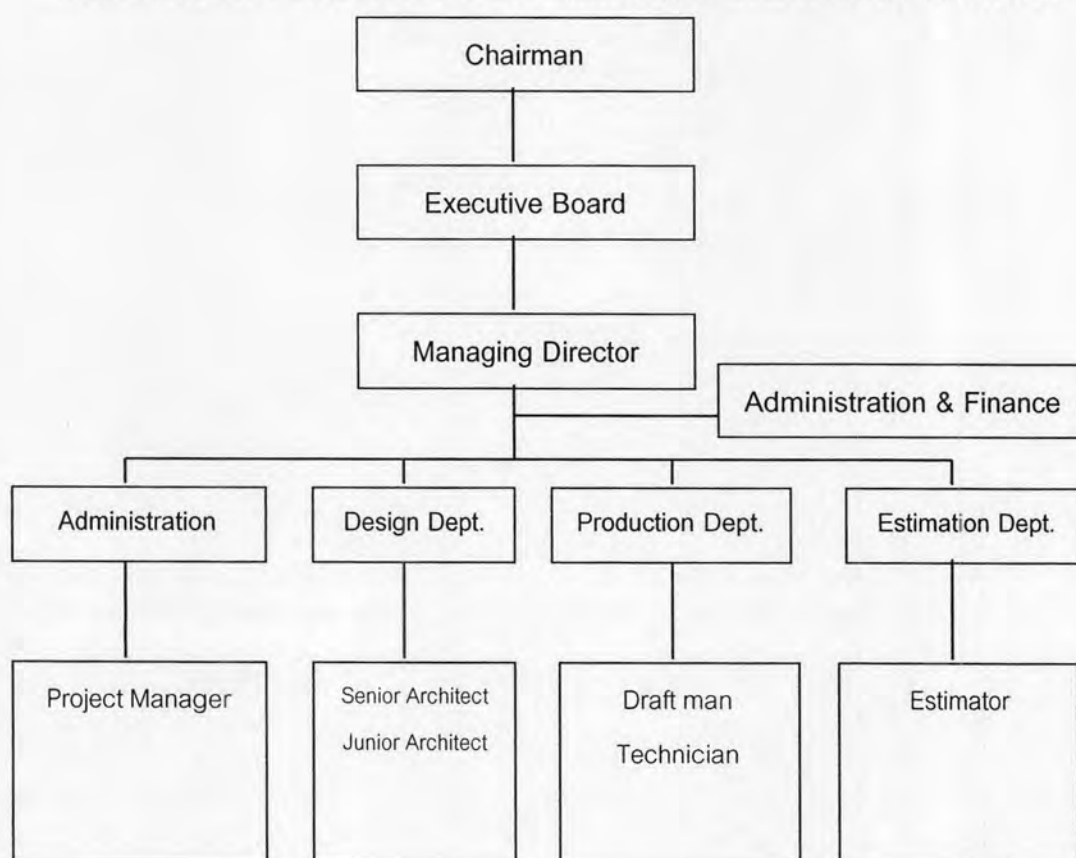 Chairman
Executive Board
Managing Director
Administration & Finance
Administration
Design Dept.
Production Dept.
Estimation Dept.
Project Manager
Senior Architect
Junior Architect
Draft man
Technician
Estimator